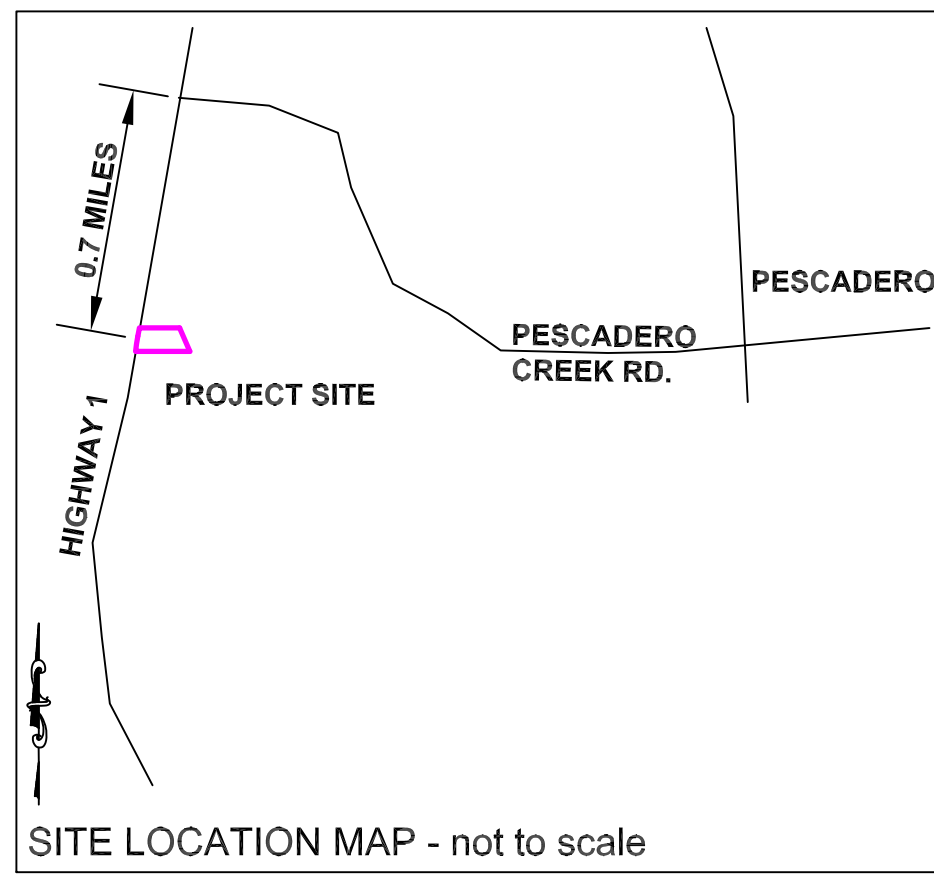 0.7 MILES
PESCADERO
PESCADERO
CREEK RD.
PROJECT SITE
HIGHWAY 1
SITE LOCATION MAP - not to scale